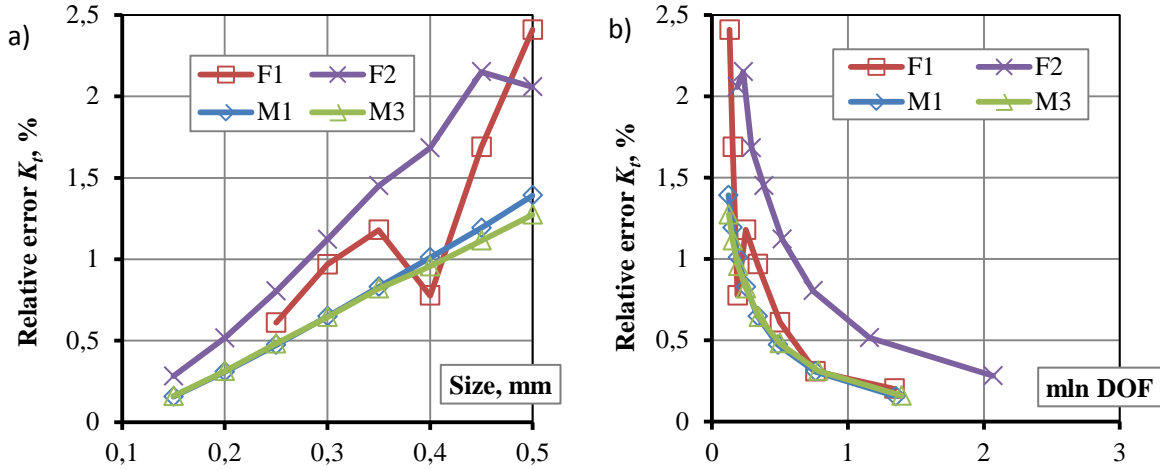 a)
Relative error Kt, %
2,5
2
1,5
1
0,5
0
F1 F2
M1 M3
Size, mm
0,1 0,2 0,3 0,4 0,5
b)
Relative error Kt, %
2,5
2
1,5
1
0,5
0
F1 F2
M1 M3
mln DOF
0 1 2 3